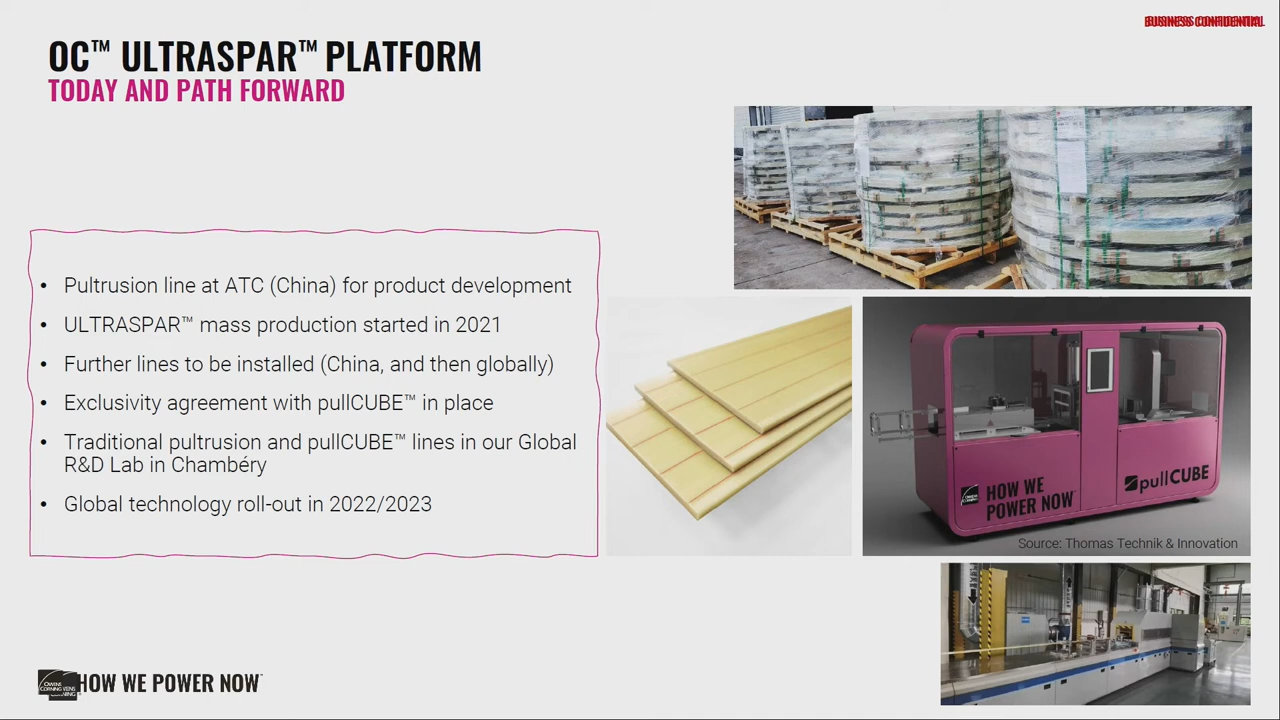 BUSINESS CONFIDENTIAL
OC™ ULTRASPAR™ PLATFORM
TODAY AND PATH FORWARD
• Pultrusion line at ATC (China) for product development
• ULTRASPAR™ mass production started in 2021
• Further lines to be installed (China, and then globally)
• Exclusivity agreement with pullCUBE™ in place
• Traditional pultrusion and pullCUBE™ lines in our Global
R&D Lab in Chambéry
• Global technology roll-out in 2022/2023
HOW WE
POWER NOW
pullCUBE
Source: Thomas Technik & Innovation
OWENS
CORNING
HOW WE POWER NOW